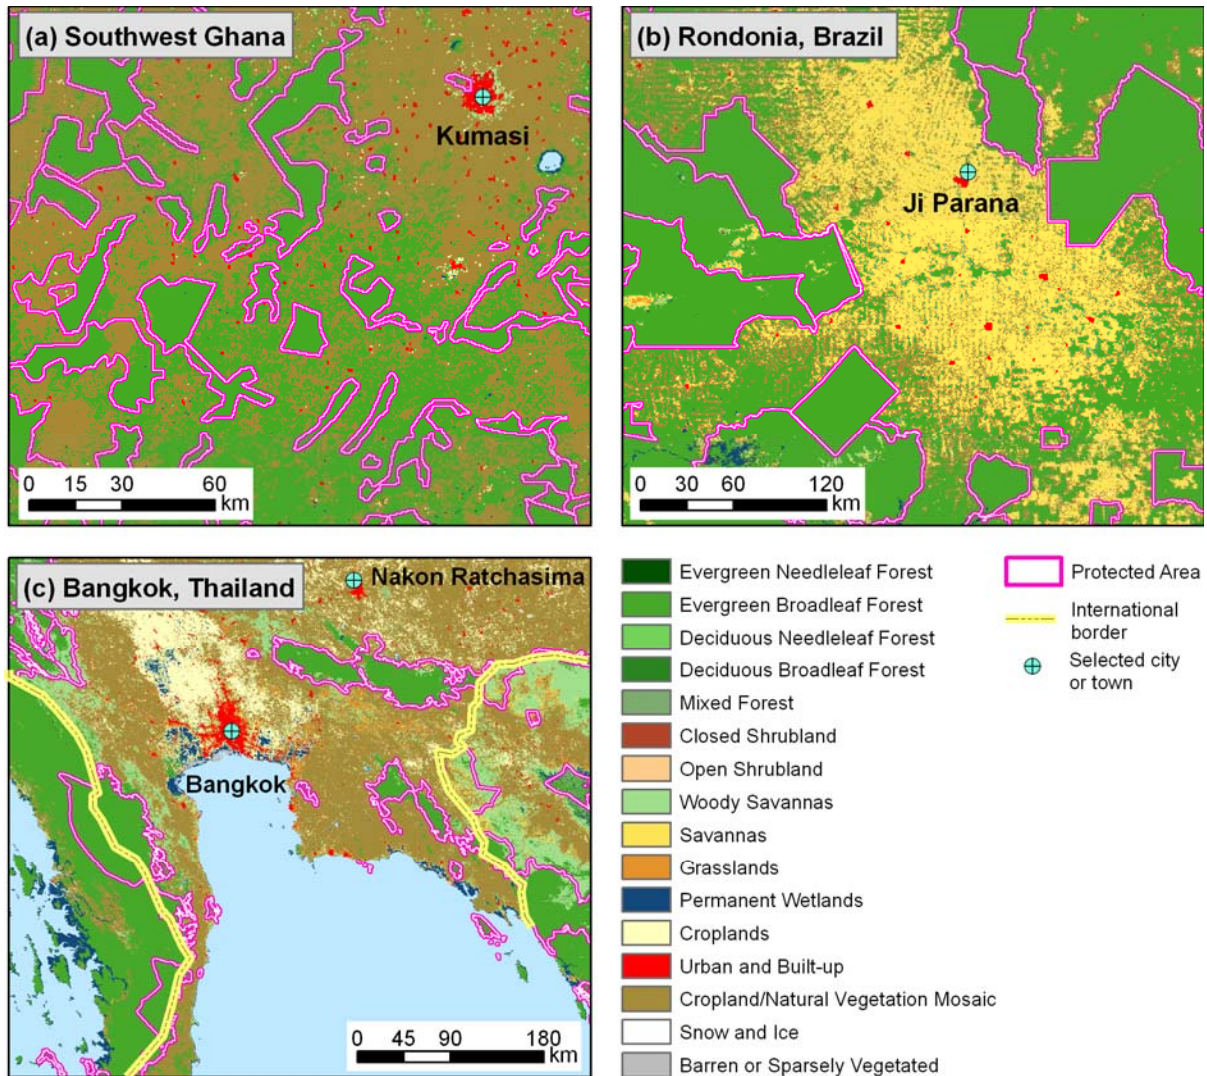 (a) Southwest Ghana
Kumasi
0 15 30 60
km
(b) Rondonia, Brazil
Ji Parana
0 30 60 120
km
(c) Bangkok, Thailand
Nakon Ratchasima
Bangkok
0 45 90 180
km
Evergreen Needleleaf Forest
Evergreen Broadleaf Forest
Deciduous Needleleaf Forest
Deciduous Broadleaf Forest
Mixed Forest
Closed Shrubland
Open Shrubland
Woody Savannas
Savannas
Grasslands
Permanent Wetlands
Croplands
Urban and Built-up
Cropland/Natural Vegetation Mosaic
Snow and Ice
Barren or Sparsely Vegetated
Protected Area
International
border
Selected city
or town